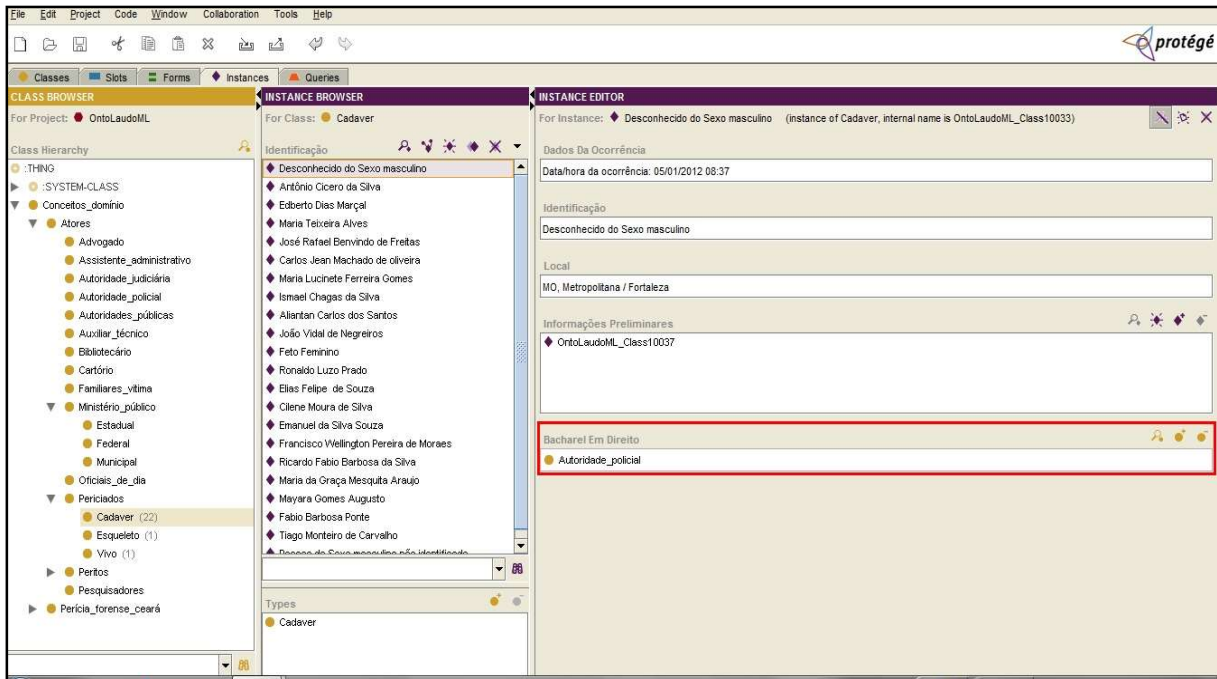 File Edit Project Code Window Collaboration Tools Help
protégé
Classes Slots Forms Instances Queries
CLASS BROWSER
For Project: OntoLaudoML
Class Hierarchy
:THING
:SYSTEM-CLASS
Conceitos_domínio
Atores
Advogado
Assistente_administrativo
Autoridade_judiciária
Autoridade_policial
Autoridades_públicas
Auxiliar_técnico
Bibliotecário
Cartório
Familiares_vitima
Ministério_público
Estadual
Federal
Municipal
Oficiais_de_dia
Periciados
Cadaver (22)
Esqueleto (1)
Vivo (1)
Peritos
Pesquisadores
Perícia_forense_ceará
INSTANCE BROWSER
For Class: Cadaver
Identificação
Desconhecido do Sexo masculino
Antônio Cicero da Silva
Edberto Dias Marçal
Maria Teixeira Alves
José Rafael Benvindo de Freitas
Carlos Jean Machado de oliveira
Maria Lucinete Ferreira Gomes
Ismael Chagas da Silva
Aliantan Carlos dos Santos
João Vidal de Negreiros
Feto Feminino
Ronaldo Luzo Prado
Elias Felipe de Souza
Cilene Moura de Silva
Emanuel da Silva Souza
Francisco Wellington Pereira de Moraes
Ricardo Fabio Barbosa da Silva
Maria da Graça Mesquita Araujo
Mayara Gomes Augusto
Fabio Barbosa Ponte
Tiago Monteiro de Carvalho
Pessoa do Sexo masculino não identificado
Types
Cadaver
INSTANCE EDITOR
For Instance: Desconhecido do Sexo masculino (instance of Cadaver, internal name is OntoLaudoML_Class10033)
Dados Da Ocorrência
Data/hora da ocorrência: 05/01/2012 08:37
Identificação
Desconhecido do Sexo masculino
Local
MO, Metropolitana / Fortaleza
Informações Preliminares
OntoLaudoML_Class10037
Bacharel Em Direito
Autoridade_policial